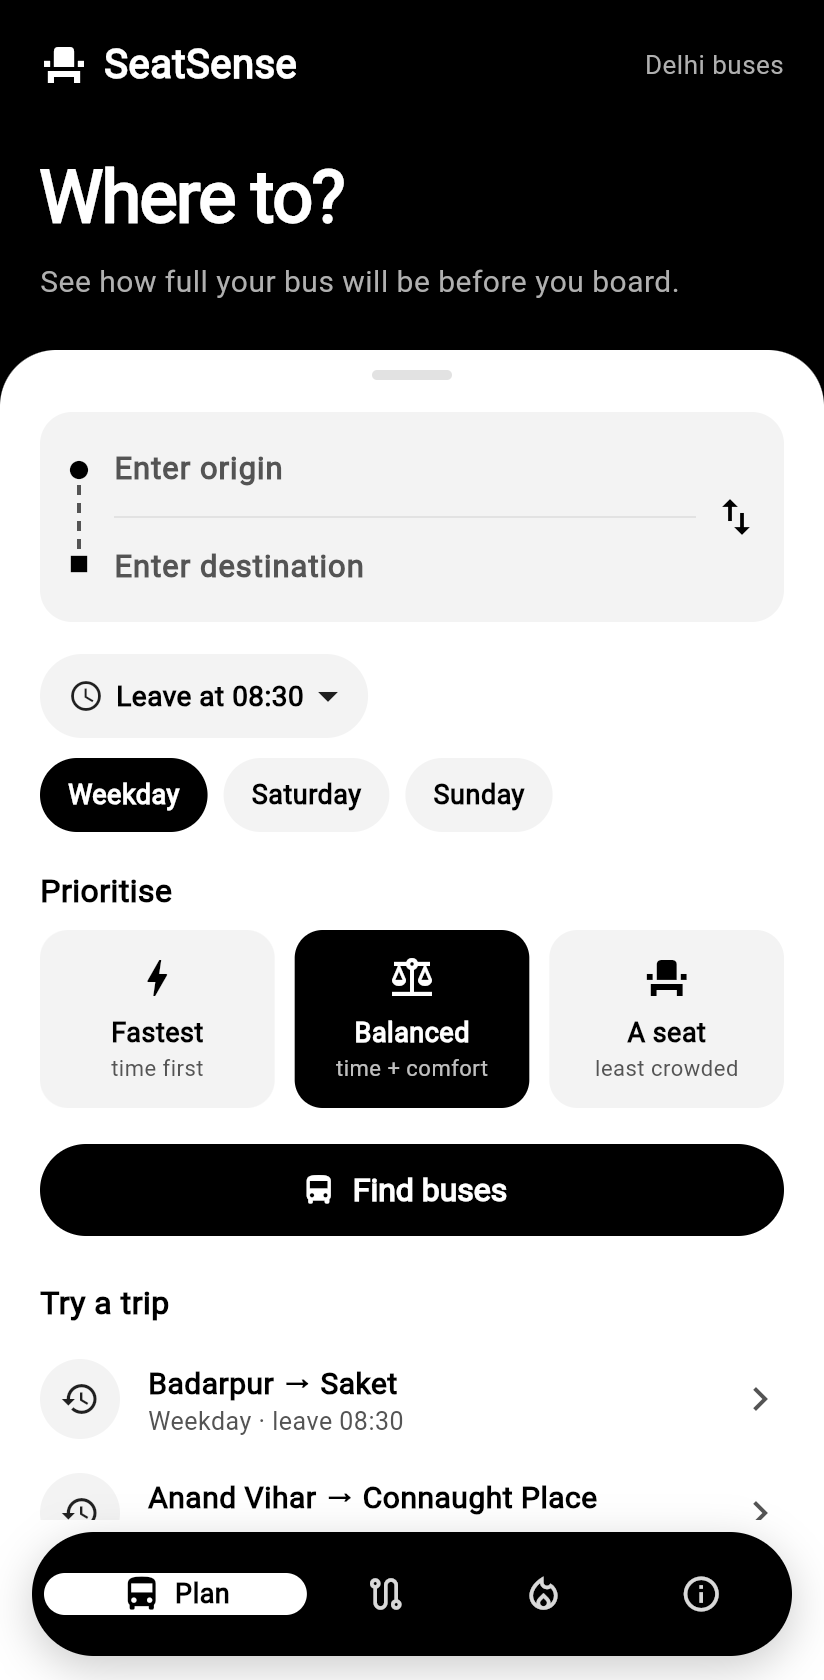 SeatSense
Delhi buses
Where to?
See how full your bus will be before you board.
Enter origin
Enter destination
Leave at 08:30
Weekday
Saturday
Sunday
Prioritise
Fastest
time first
Balanced
time + comfort
A seat
least crowded
Find buses
Try a trip
Badarpur → Saket
Weekday · leave 08:30
Anand Vihar → Connaught Place
Plan